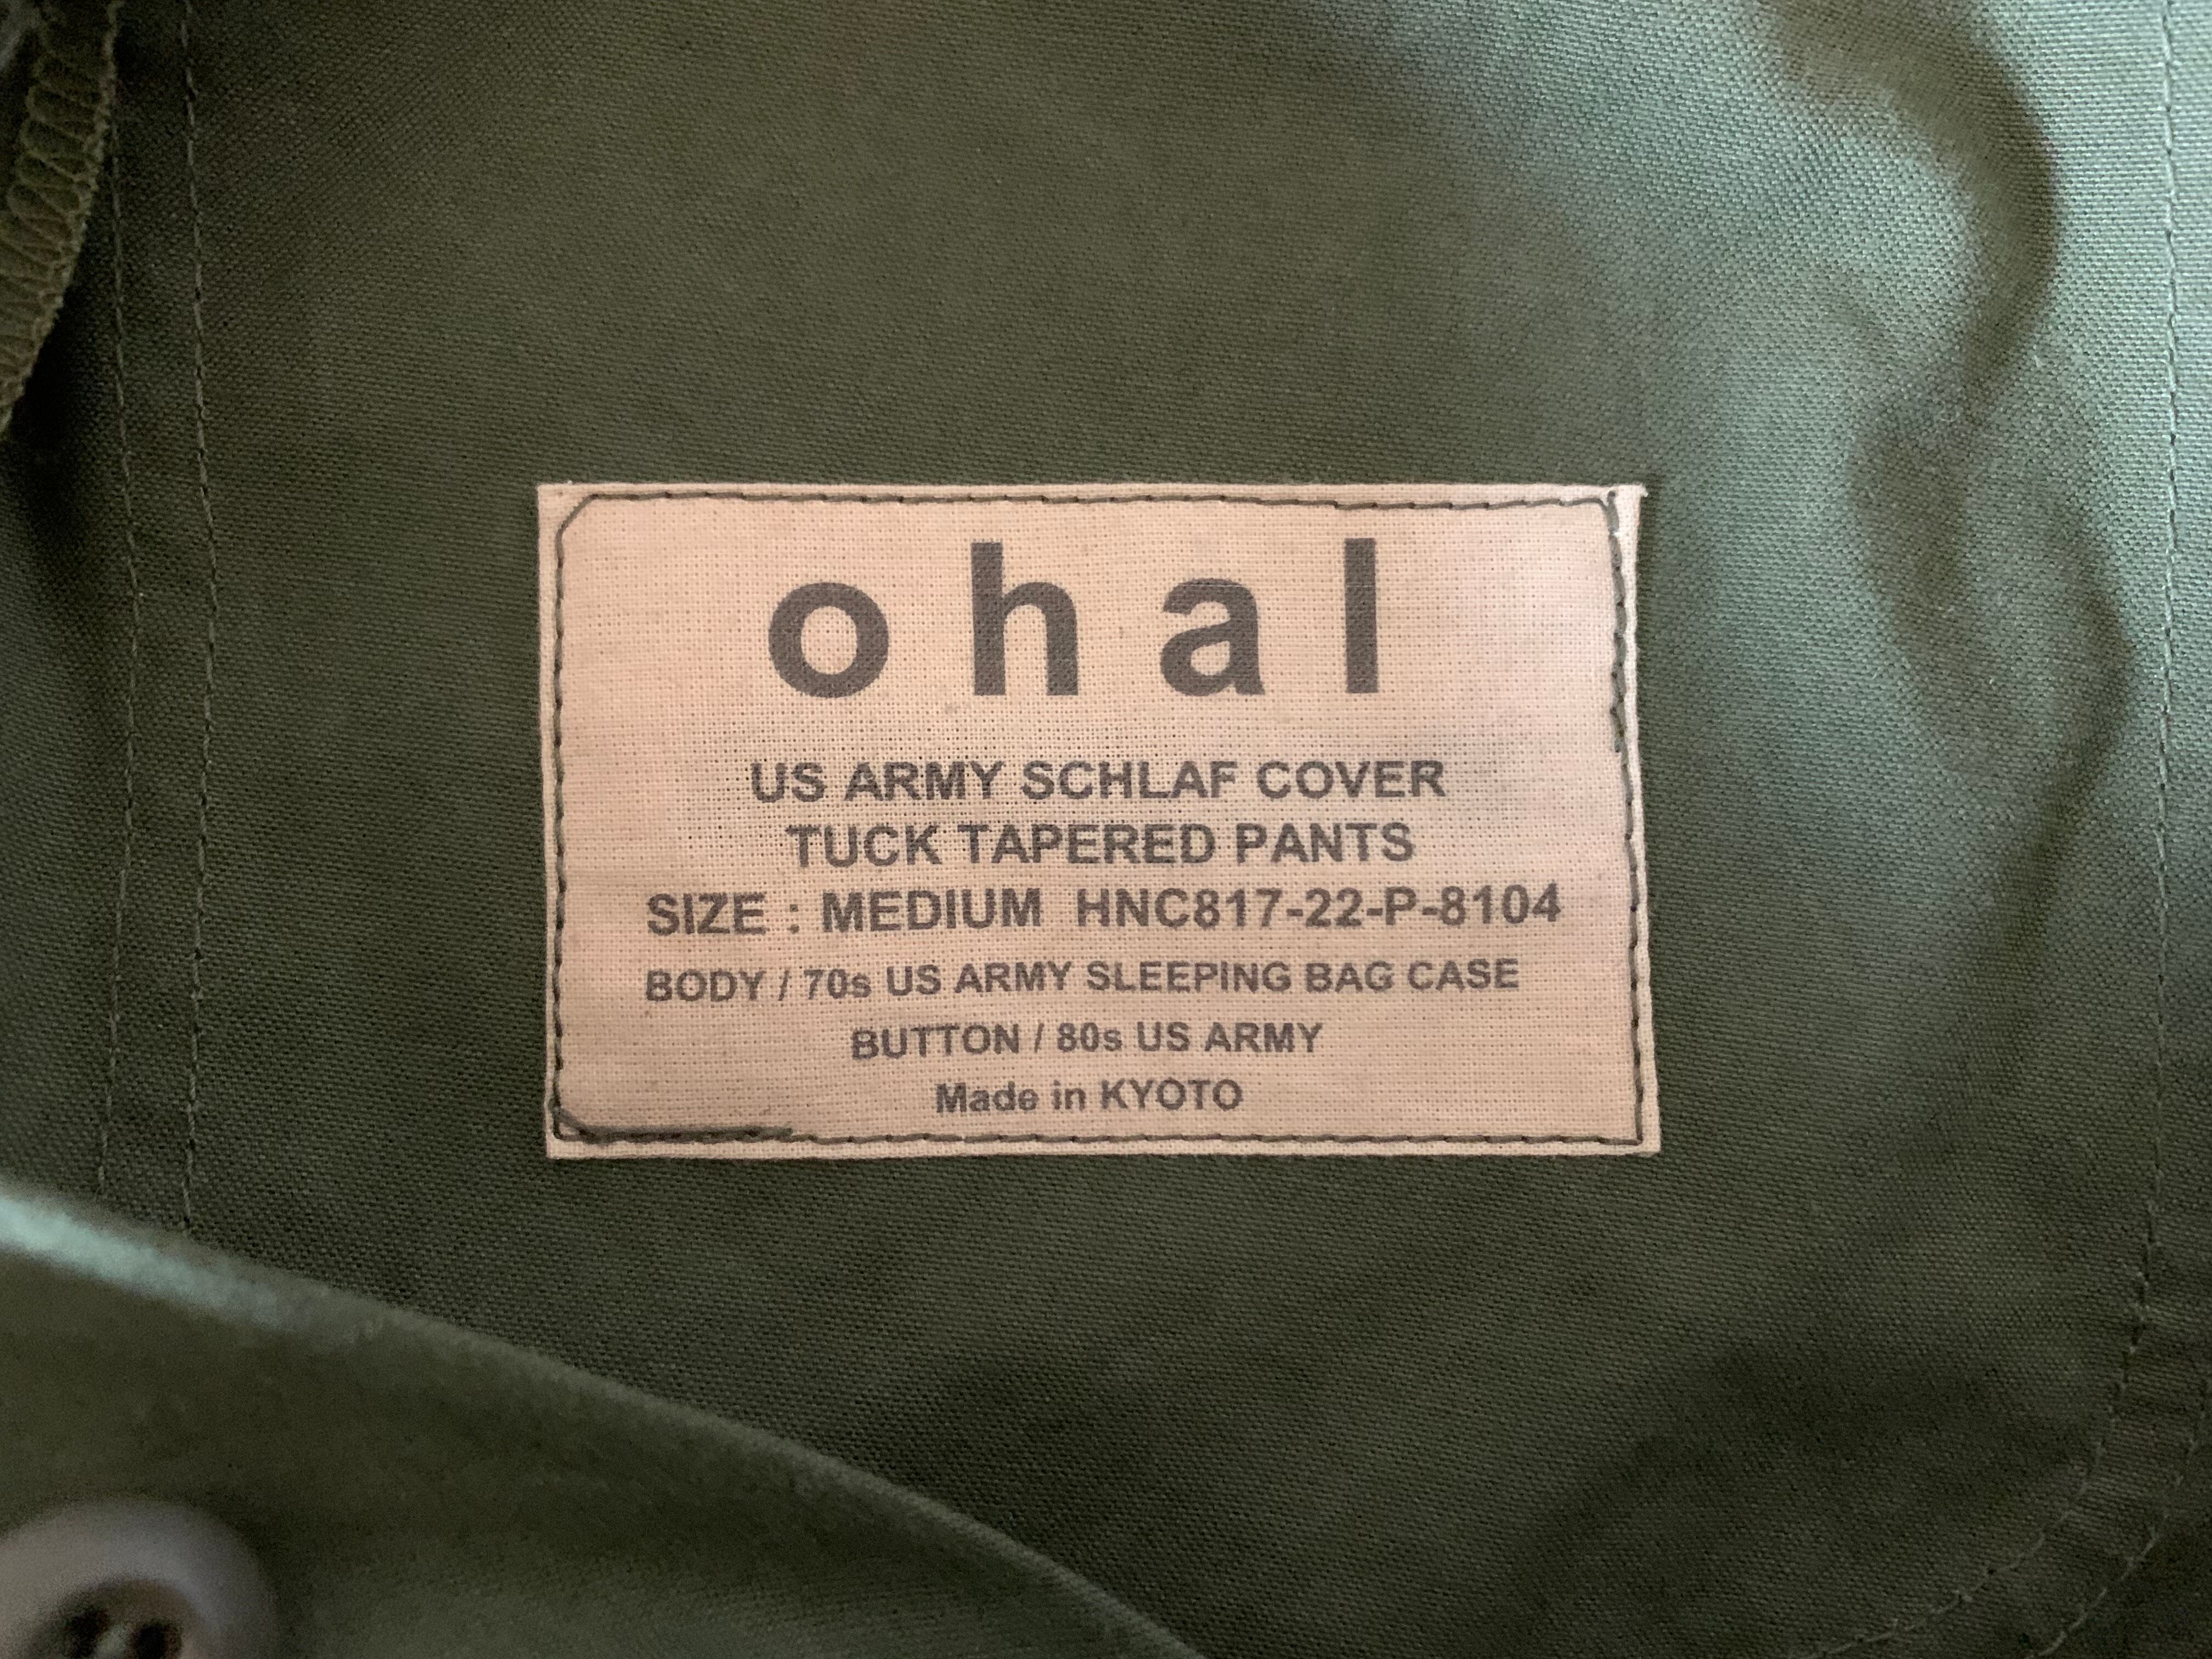 ohal
US ARMY SCHLAF COVER
TUCK TAPERED PANTS
SIZE : MEDIUM HNC817-22-P-8104
BODY / 70s US ARMY SLEEPING BAG CASE
BUTTON / 80s US ARMY
Made in KYOTO